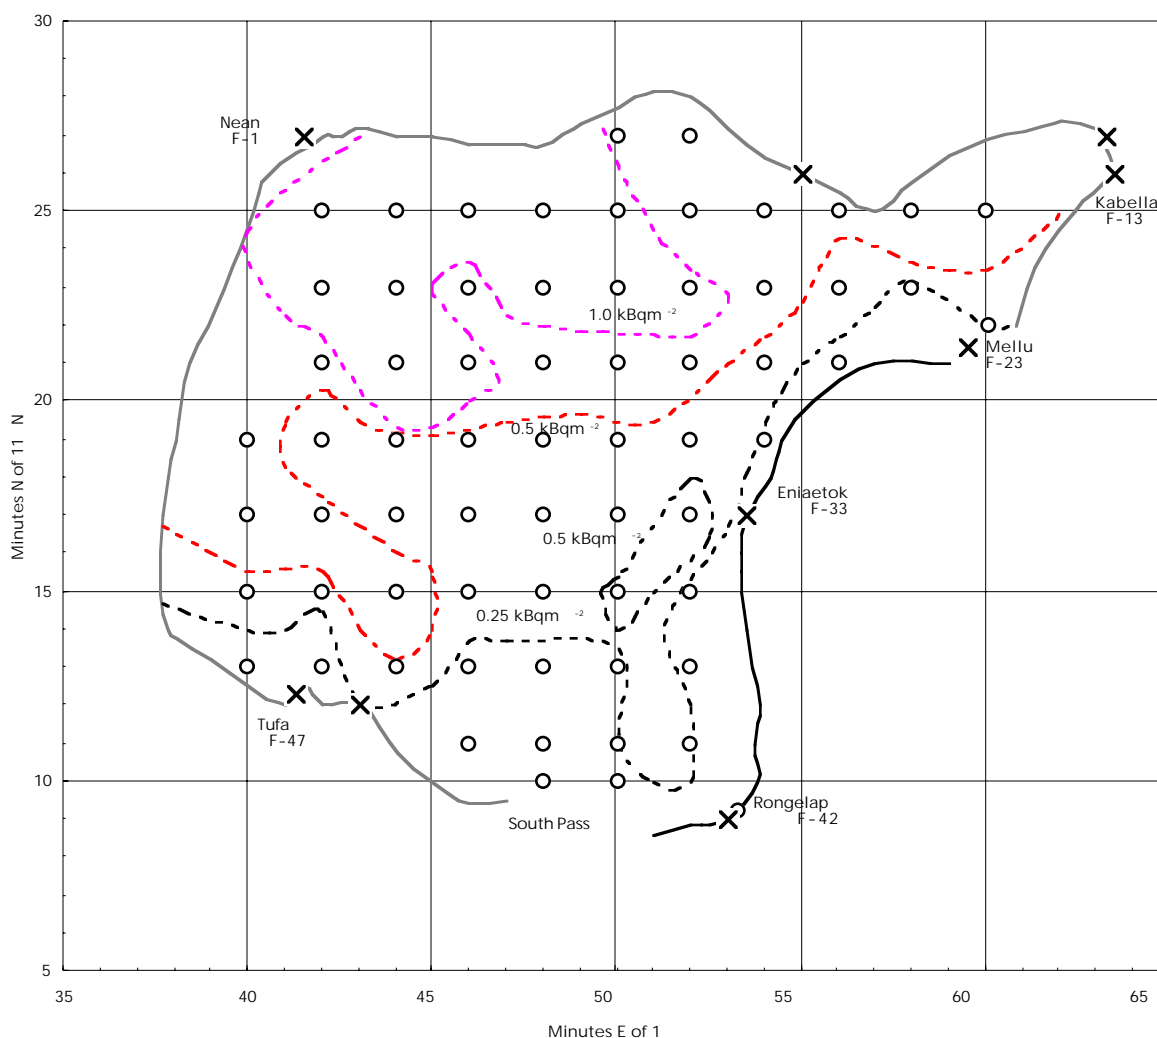 30
Nean
F-1
25
Kabella
F-13
1.0 kBqm -2
Mellu
F-23
20
0.5 kBqm -2
Minutes N of 11 N
Eniaetok
F-33
0.5 kBqm -2
15
0.25 kBqm -2
Tufa
F-47
10
Rongelap
F-42
South Pass
5
35 40 45 50 55 60 65
Minutes E of 1